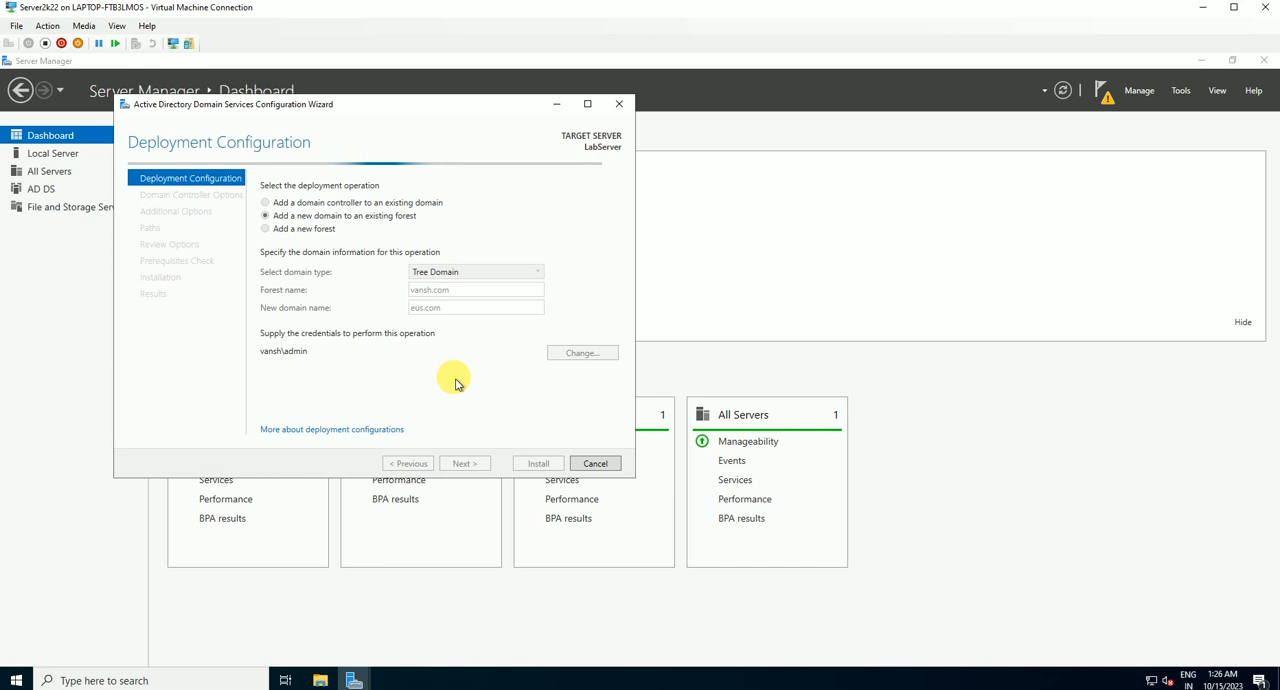 Server2k22 on LAPTOP-FTB3LMOS - Virtual Machine Connection
File Action Media View Help
Server Manager
Server Manager ▸ Dashboard
Manage Tools View Help
Active Directory Domain Services Configuration Wizard
Deployment Configuration
TARGET SERVER
LabServer
Dashboard
Local Server
All Servers
AD DS
File and Storage Serv
Deployment Configuration
Domain Controller Options
Additional Options
Paths
Review Options
Prerequisites Check
Installation
Results
Select the deployment operation
Add a domain controller to an existing domain
Add a new domain to an existing forest
Add a new forest
Specify the domain information for this operation
Select domain type: Tree Domain
Forest name: vansh.com
New domain name: eus.com
Supply the credentials to perform this operation
vansh\admin Change...
More about deployment configurations
< Previous Next > Install Cancel
Hide
1
All Servers 1
Manageability
Events
Services
Performance
BPA results
Services
Performance
BPA results
Performance
BPA results
Services
Performance
BPA results
Type here to search
ENG
IN
1:26 AM
10/15/2023
1